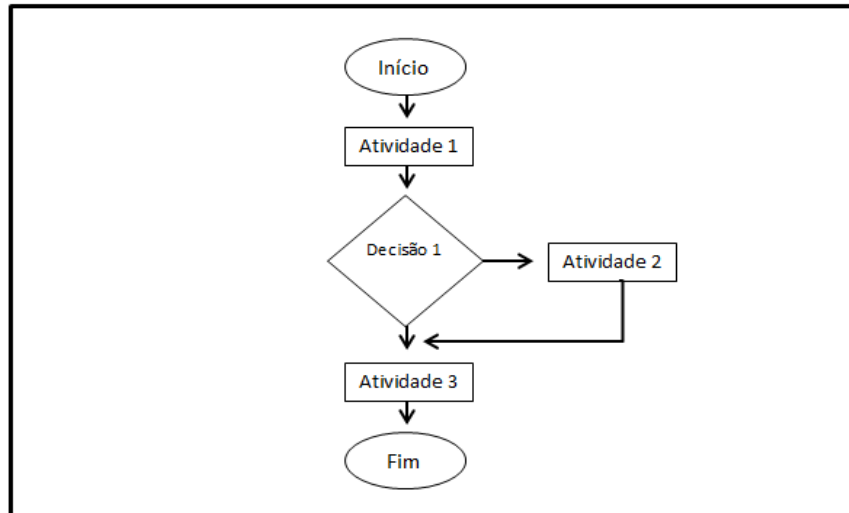 Início
Atividade 1
Decisão 1
Atividade 2
Atividade 3
Fim